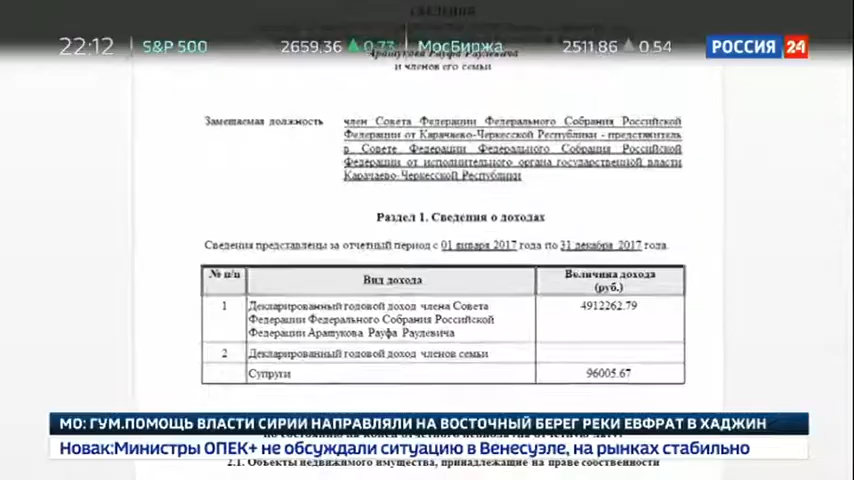 СВЕДЕНИЯ
22:12 S&P 500 2659.36 0.73 МосБиржа 2511.86 0.54 РОССИЯ 24
Арашукова Рауфа Раулевича
и членов его семьи
Замещаемая должность
член Совета Федерации Федерального Собрания Российской
Федерации от Карачаево-Черкесской Республики - представитель
в Совете Федерации Федерального Собрания Российской
Федерации от исполнительного органа государственной власти
Карачаево-Черкесской Республики
Раздел 1. Сведения о доходах
Сведения представлены за отчетный период с 01 января 2017 года по 31 декабря 2017 года.
№ п/п Вид дохода Величина дохода
(руб.)
1 Декларированный годовой доход члена Совета 4912262.79
Федерации Федерального Собрания Российской
Федерации Арашукова Рауфа Раулевича
2 Декларированный годовой доход членов семьи
Супруги 96005.67
МО: ГУМ.ПОМОЩЬ ВЛАСТИ СИРИИ НАПРАВЛЯЛИ НА ВОСТОЧНЫЙ БЕРЕГ РЕКИ ЕВФРАТ В ХАДЖИН
Новак:Министры ОПЕК+ не обсуждали ситуацию в Венесуэле, на рынках стабильно
2.1. Объекты недвижимого имущества, принадлежащие на праве собственности